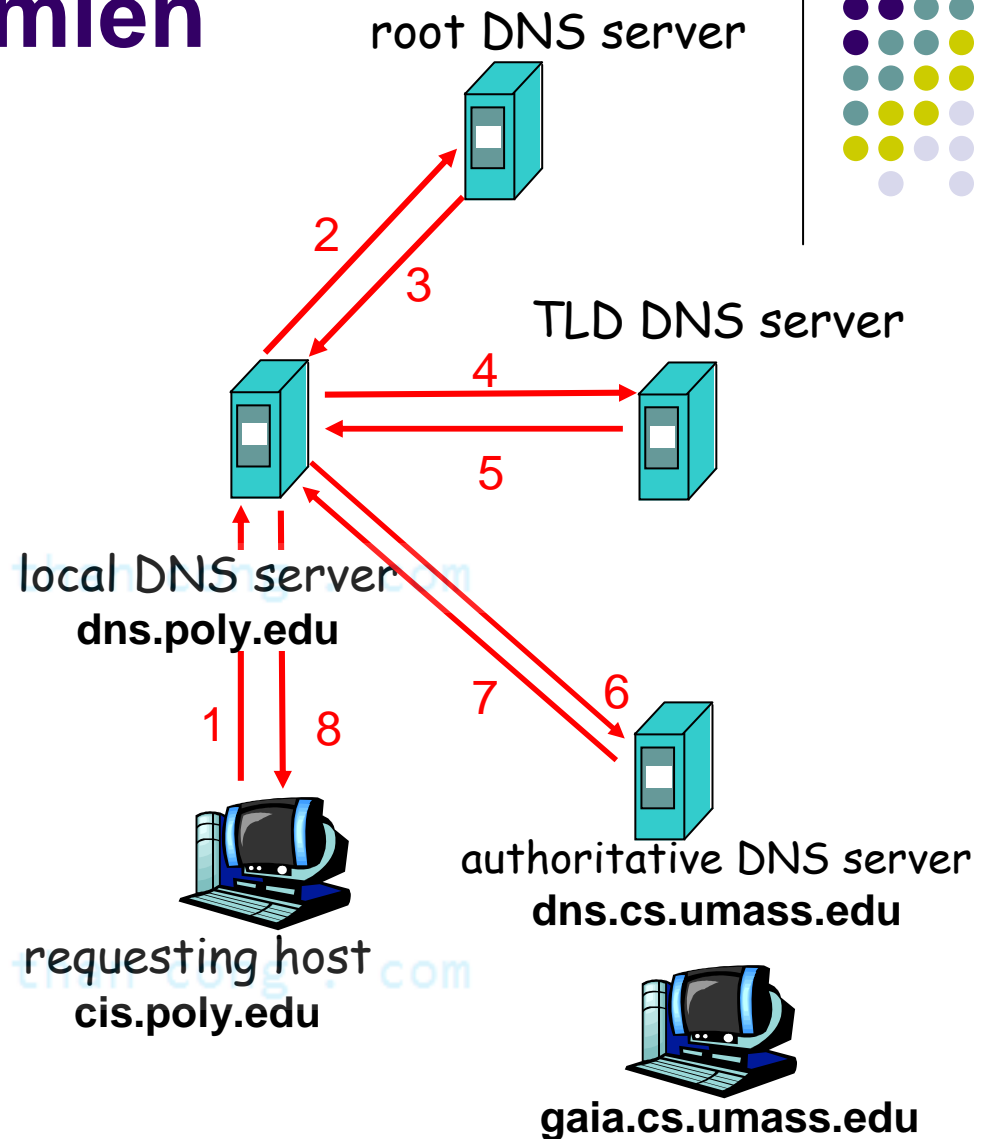 miền
root DNS server
2
3
TLD DNS server
4
5
local DNS server
dns.poly.edu
7
6
1
8
authoritative DNS server
dns.cs.umass.edu
requesting host
cis.poly.edu
gaia.cs.umass.edu